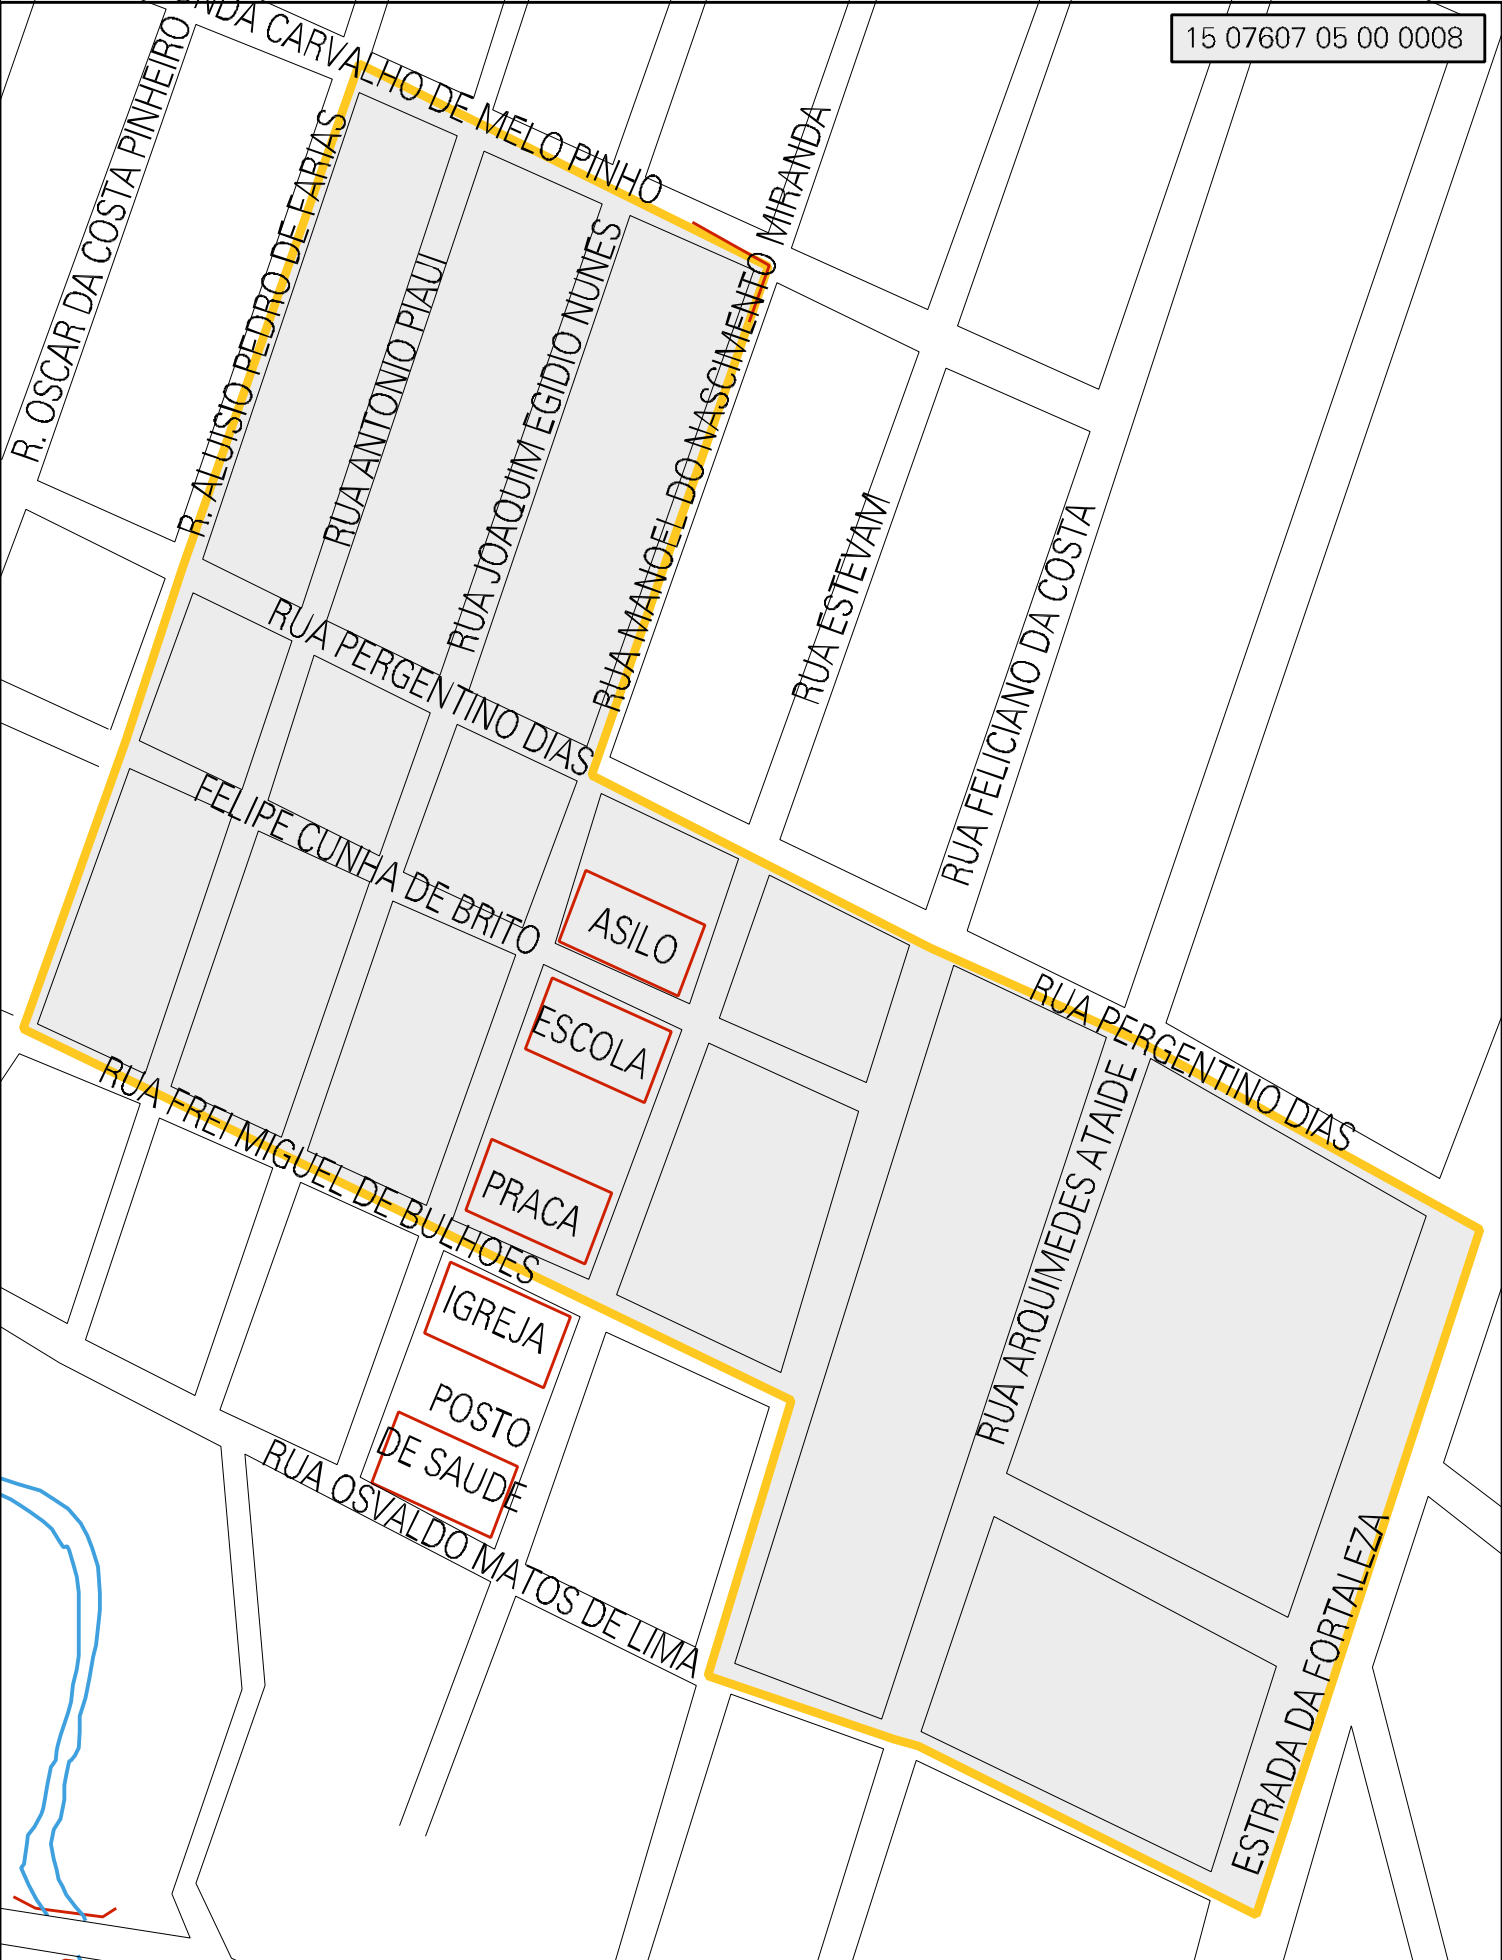 15 07607 05 00 0008
NDA CARVALHO DE MELO PINHO
R. OSCAR DA COSTA PINHEIRO
R. ALUISIO PEDRO DE FARIAS
RUA ANTONIO PIAUI
RUA JOAQUIM EGIDIO NUNES
RUA MANOEL DO NASCIMENTO MIRANDA
RUA ESTEVAM
RUA FELICIANO DA COSTA
RUA PERGENTINO DIAS
FELIPE CUNHA DE BRITO
ASILO
ESCOLA
PRACA
RUA PERGENTINO DIAS
RUA ARQUIMEDES ATAIDE
RUA FREI MIGUEL DE BULHOES
IGREJA
POSTO
DE SAUDE
RUA OSVALDO MATOS DE LIMA
ESTRADA DA FORTALEZA